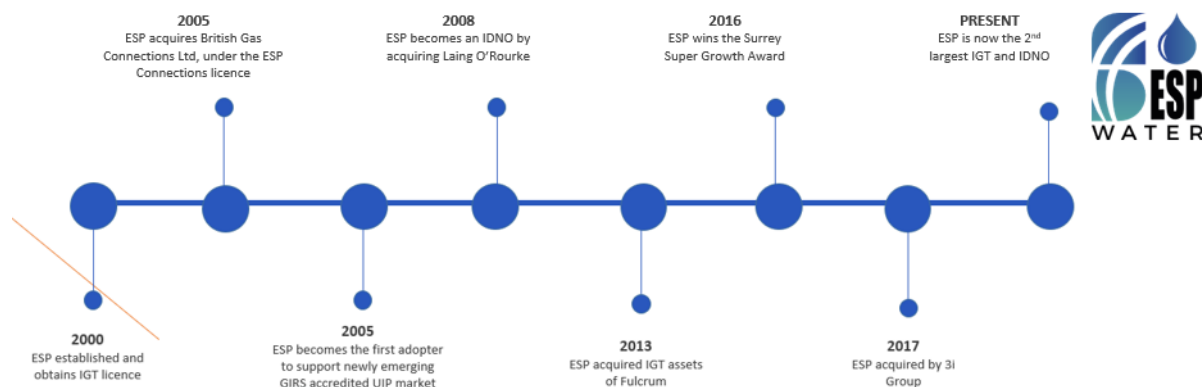 2005
ESP acquires British Gas
Connections Ltd, under the ESP
Connections licence
2008
ESP becomes an IDNO by
acquiring Laing O'Rourke
2016
ESP wins the Surrey
Super Growth Award
PRESENT
ESP is now the 2nd
largest IGT and IDNO
ESP
WATER
2000
ESP established and
obtains IGT licence
2005
ESP becomes the first adopter
to support newly emerging
GIRS accredited UIP market
2013
ESP acquired IGT assets
of Fulcrum
2017
ESP acquired by 3i
Group